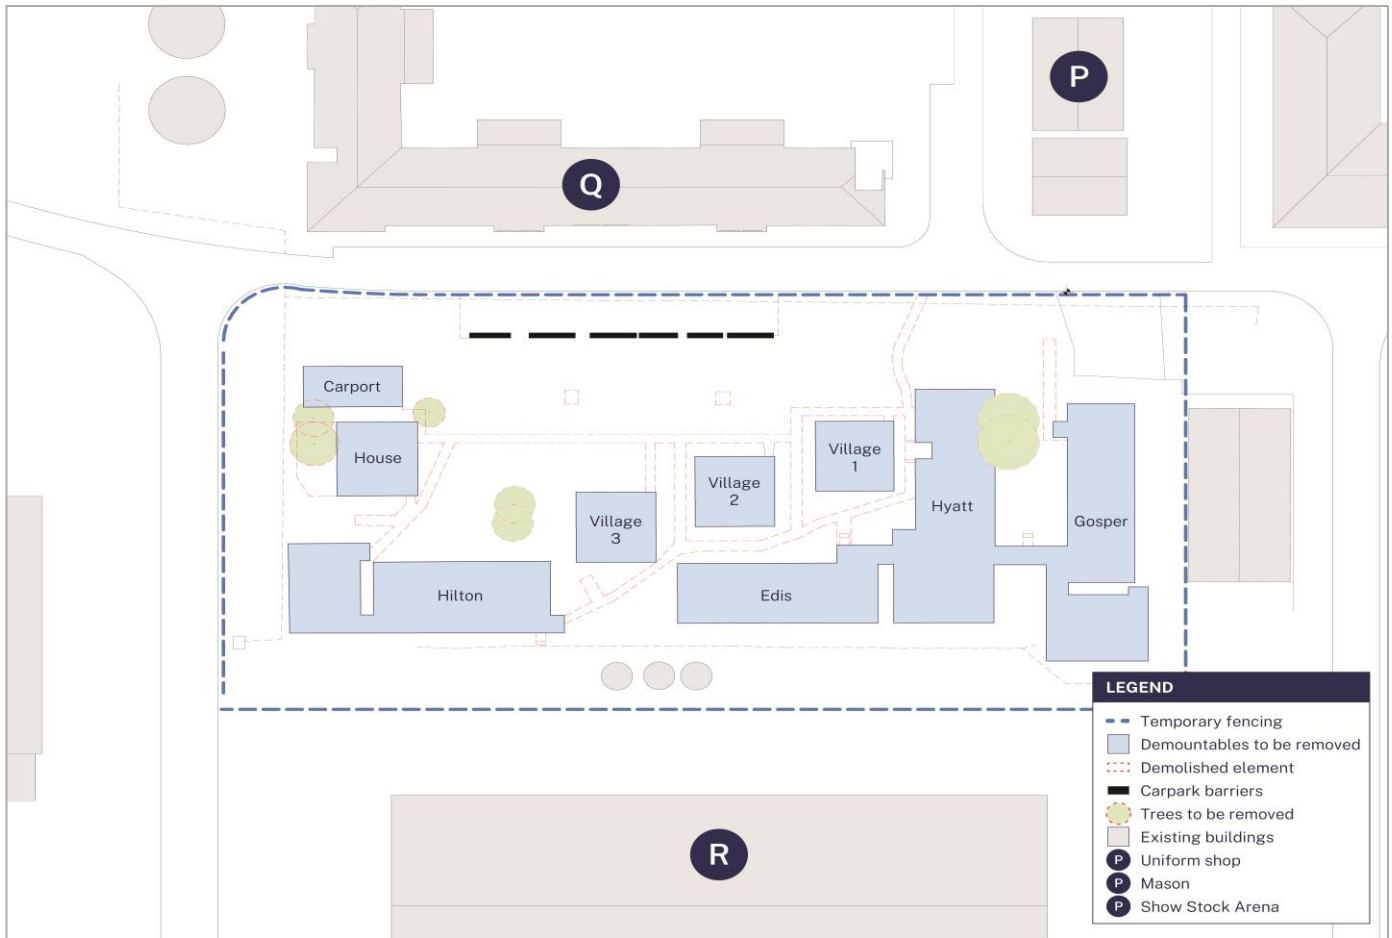 P
Q
Carport
House
Village
1
Village
2
Village
3
Hyatt
Gosper
Hilton
Edis
R
LEGEND
Temporary fencing
Demountables to be removed
Demolished element
Carpark barriers
Trees to be removed
Existing buildings
P Uniform shop
P Mason
P Show Stock Arena